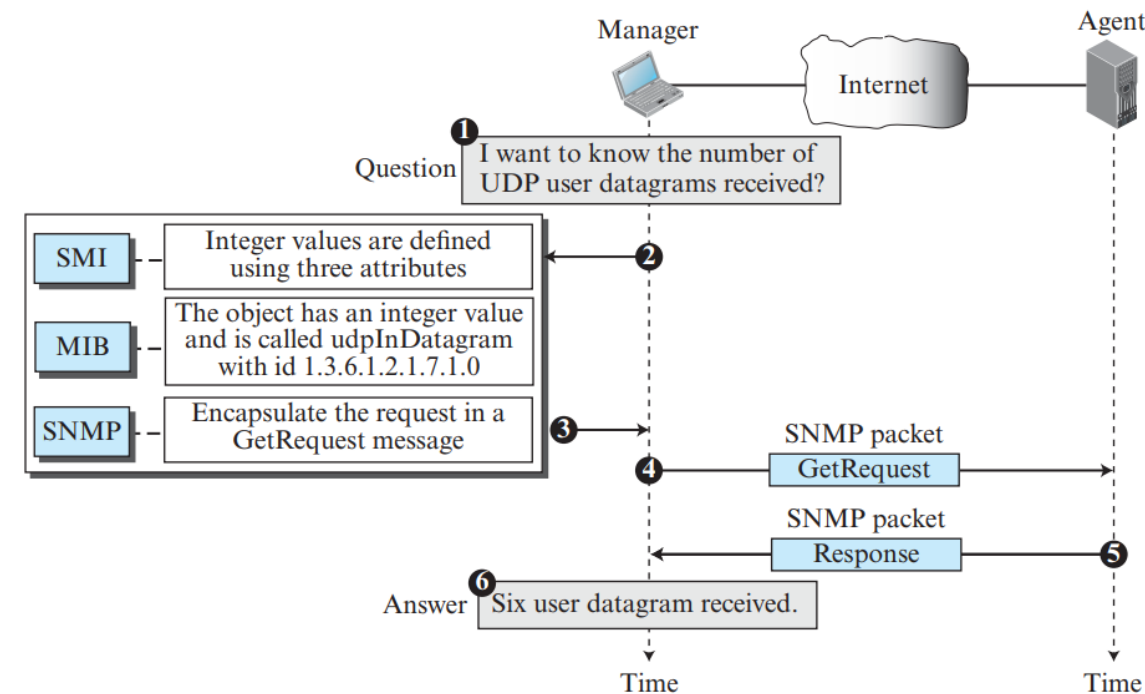 Manager
Agent
Internet
1
Question
I want to know the number of
UDP user datagrams received?
SMI
Integer values are defined
using three attributes
2
MIB
The object has an integer value
and is called udpInDatagram
with id 1.3.6.1.2.1.7.1.0
SNMP
Encapsulate the request in a
GetRequest message
3
SNMP packet
4
GetRequest
SNMP packet
Response
5
6
Answer
Six user datagram received.
Time
Time